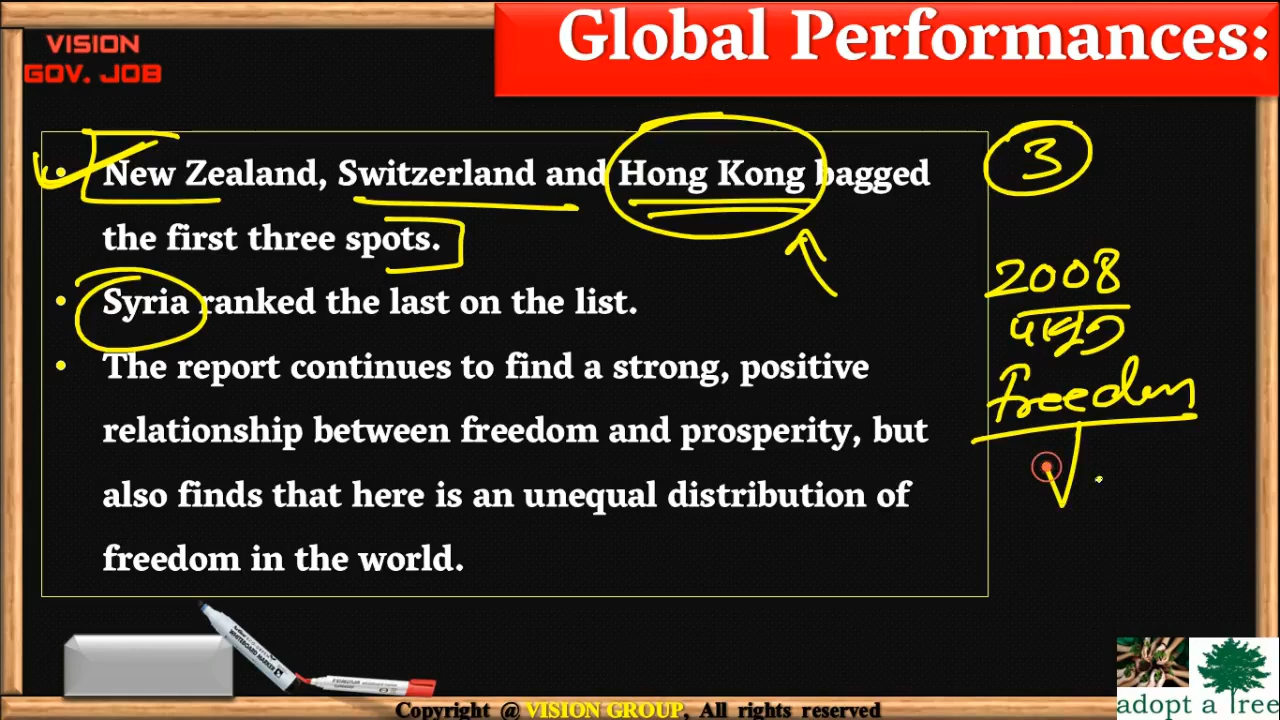 VISION
GOV. JOB
Global Performances:
• New Zealand, Switzerland and Hong Kong bagged
the first three spots.
• Syria ranked the last on the list.
• The report continues to find a strong, positive
relationship between freedom and prosperity, but
also finds that here is an unequal distribution of
freedom in the world.
3
2008
freedom
Copyright @ VISION GROUP, All rights reserved
adopt a Tree